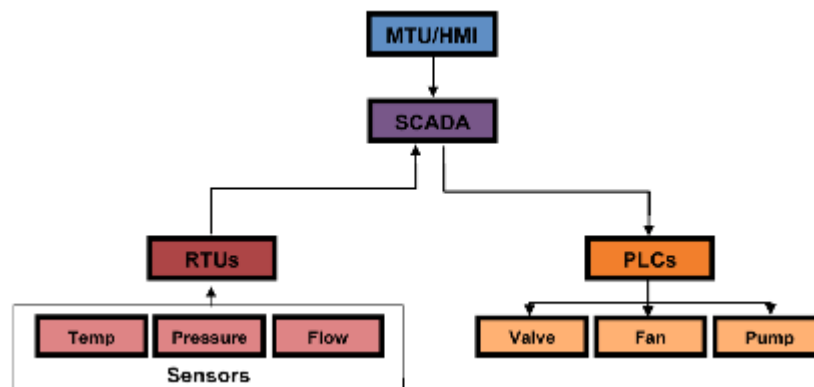 MTU/HMI
SCADA
RTUs
PLCs
Temp Pressure Flow
Valve Fan Pump
Sensors